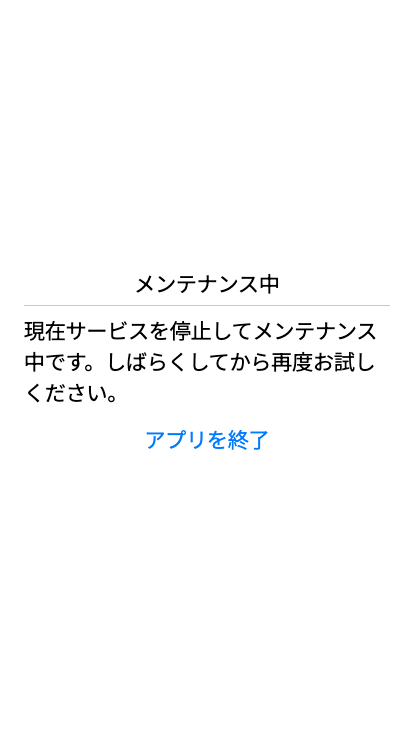 メンテナンス中
現在サービスを停止してメンテナンス
中です。しばらくしてから再度お試し
ください。
アプリを終了